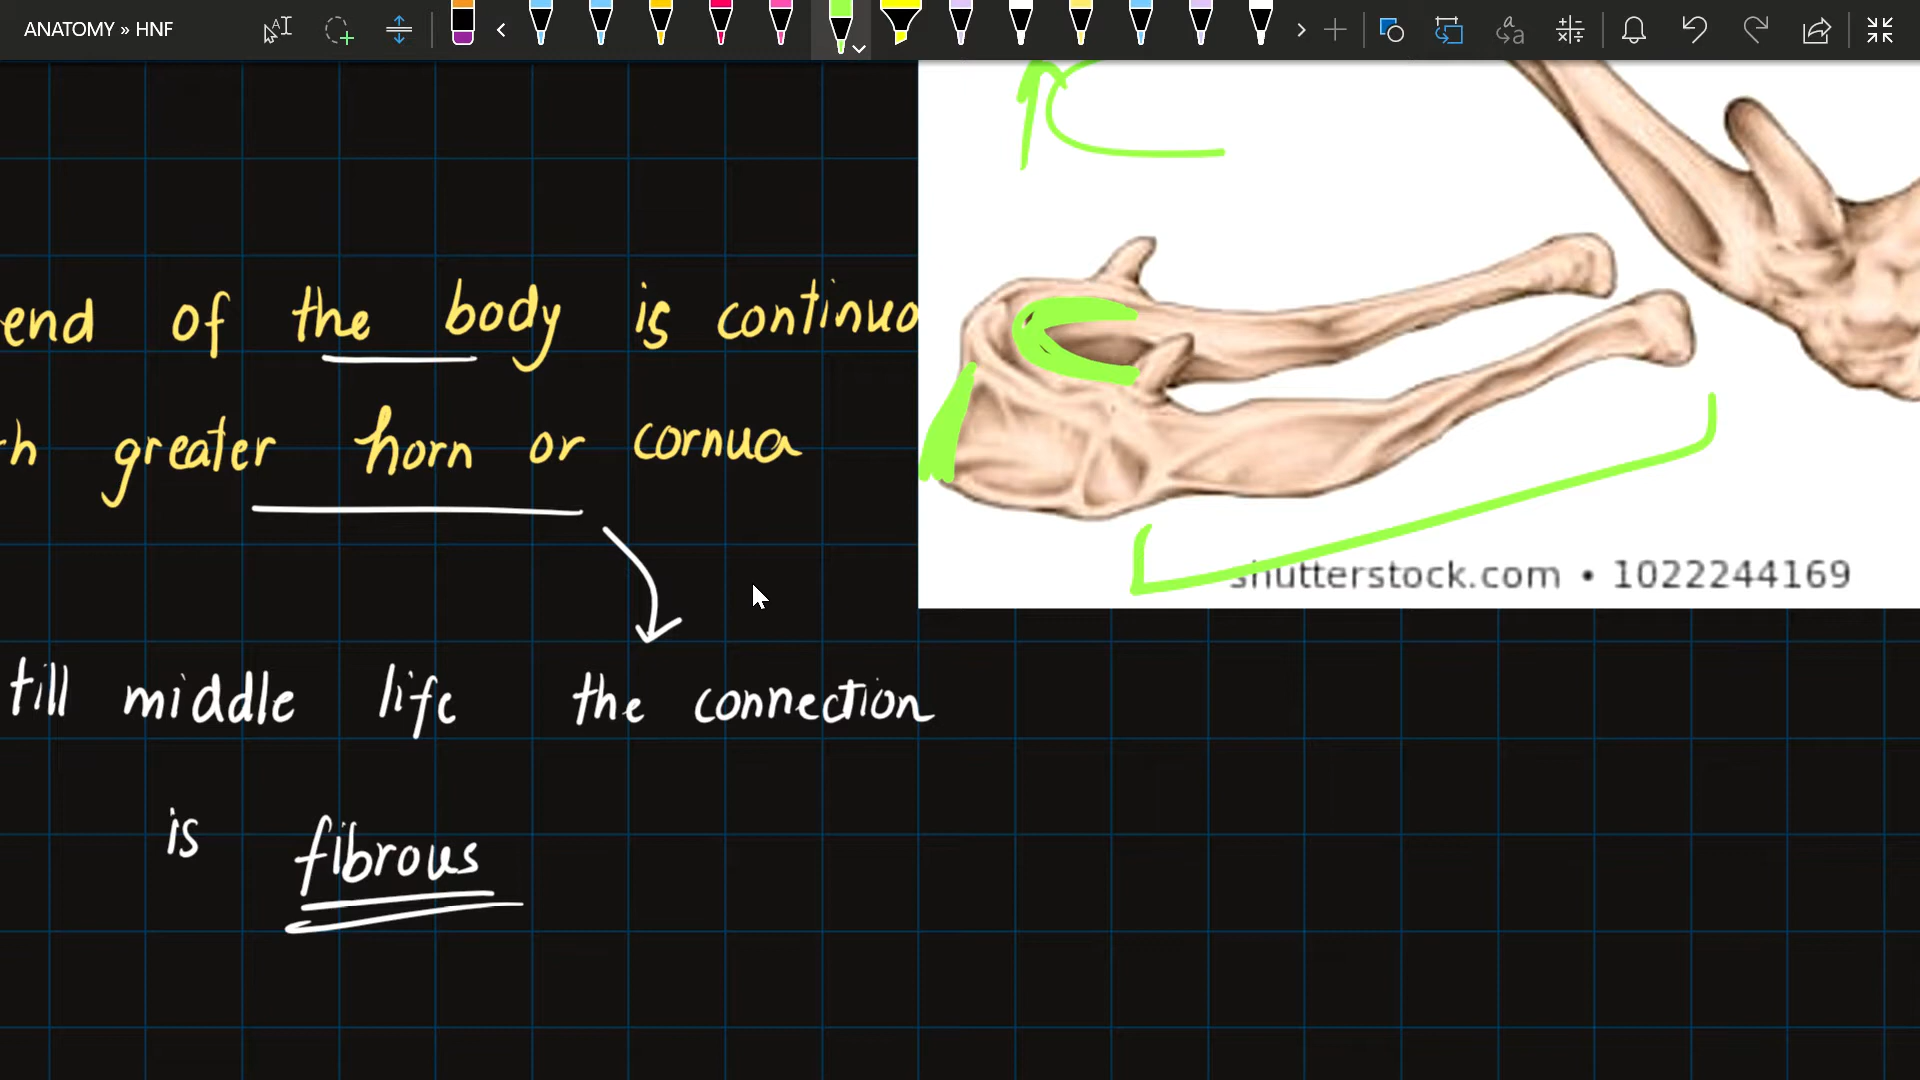 ANATOMY » HNF
end of the body is continuo
greater horn or cornua
till middle life the connection
is fibrous
shutterstock.com • 1022244169